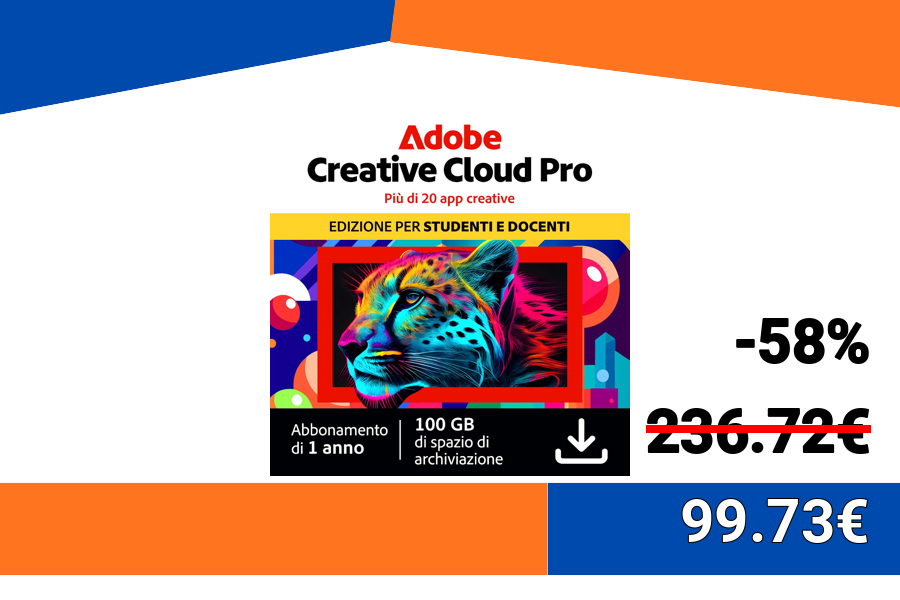 Adobe
Creative Cloud Pro
Più di 20 app creative
EDIZIONE PER STUDENTI E DOCENTI
Abbonamento
di 1 anno
100 GB
di spazio di
archiviazione
-58%
236.72€
99.73€